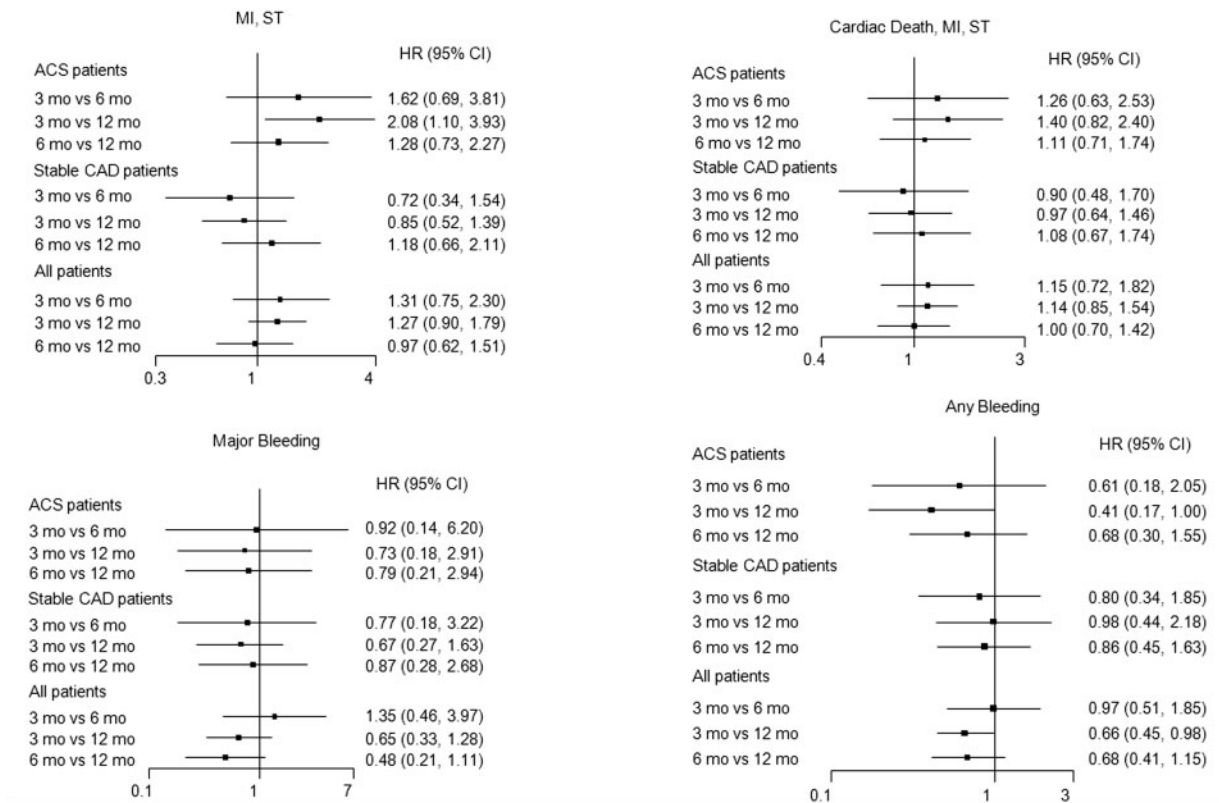 MI, ST
HR (95% CI)
ACS patients
3 mo vs 6 mo 1.62 (0.69, 3.81)
3 mo vs 12 mo 2.08 (1.10, 3.93)
6 mo vs 12 mo 1.28 (0.73, 2.27)
Stable CAD patients
3 mo vs 6 mo 0.72 (0.34, 1.54)
3 mo vs 12 mo 0.85 (0.52, 1.39)
6 mo vs 12 mo 1.18 (0.66, 2.11)
All patients
3 mo vs 6 mo 1.31 (0.75, 2.30)
3 mo vs 12 mo 1.27 (0.90, 1.79)
6 mo vs 12 mo 0.97 (0.62, 1.51)
0.3 1 4
Cardiac Death, MI, ST
HR (95% CI)
ACS patients
3 mo vs 6 mo 1.26 (0.63, 2.53)
3 mo vs 12 mo 1.40 (0.82, 2.40)
6 mo vs 12 mo 1.11 (0.71, 1.74)
Stable CAD patients
3 mo vs 6 mo 0.90 (0.48, 1.70)
3 mo vs 12 mo 0.97 (0.64, 1.46)
6 mo vs 12 mo 1.08 (0.67, 1.74)
All patients
3 mo vs 6 mo 1.15 (0.72, 1.82)
3 mo vs 12 mo 1.14 (0.85, 1.54)
6 mo vs 12 mo 1.00 (0.70, 1.42)
0.4 1 3
Major Bleeding
HR (95% CI)
ACS patients
3 mo vs 6 mo 0.92 (0.14, 6.20)
3 mo vs 12 mo 0.73 (0.18, 2.91)
6 mo vs 12 mo 0.79 (0.21, 2.94)
Stable CAD patients
3 mo vs 6 mo 0.77 (0.18, 3.22)
3 mo vs 12 mo 0.67 (0.27, 1.63)
6 mo vs 12 mo 0.87 (0.28, 2.68)
All patients
3 mo vs 6 mo 1.35 (0.46, 3.97)
3 mo vs 12 mo 0.65 (0.33, 1.28)
6 mo vs 12 mo 0.48 (0.21, 1.11)
0.1 1 7
Any Bleeding
HR (95% CI)
ACS patients
3 mo vs 6 mo 0.61 (0.18, 2.05)
3 mo vs 12 mo 0.41 (0.17, 1.00)
6 mo vs 12 mo 0.68 (0.30, 1.55)
Stable CAD patients
3 mo vs 6 mo 0.80 (0.34, 1.85)
3 mo vs 12 mo 0.98 (0.44, 2.18)
6 mo vs 12 mo 0.86 (0.45, 1.63)
All patients
3 mo vs 6 mo 0.97 (0.51, 1.85)
3 mo vs 12 mo 0.66 (0.45, 0.98)
6 mo vs 12 mo 0.68 (0.41, 1.15)
0.1 1 3